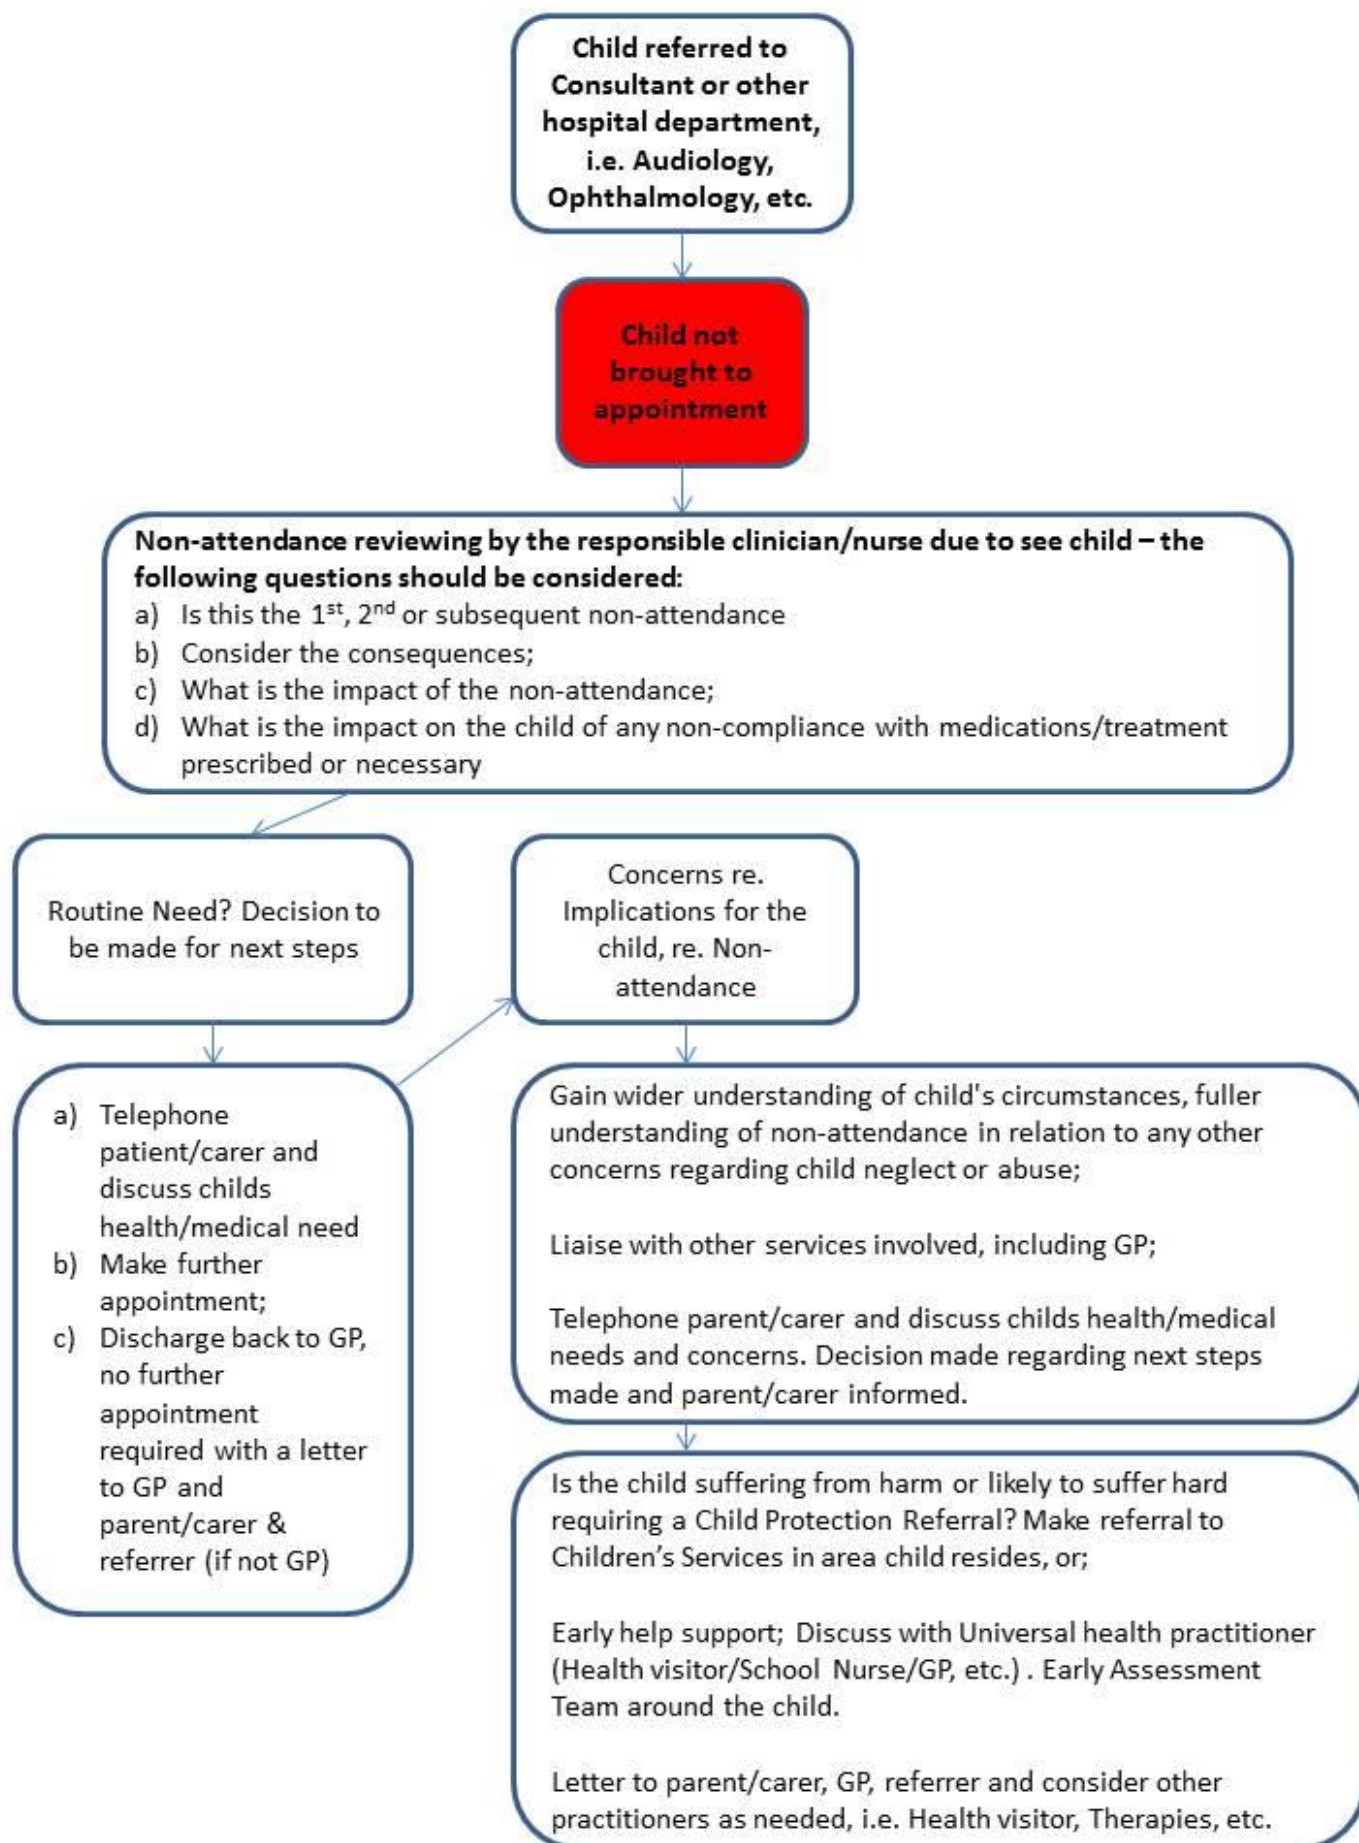 Child referred to
Consultant or other
hospital department,
i.e. Audiology,
Ophthalmology, etc.
Child not
brought to
appointment
Non-attendance reviewing by the responsible clinician/nurse due to see child – the
following questions should be considered:
a) Is this the 1st, 2nd or subsequent non-attendance
b) Consider the consequences;
c) What is the impact of the non-attendance;
d) What is the impact on the child of any non-compliance with medications/treatment
prescribed or necessary
Routine Need? Decision to
be made for next steps
Concerns re.
Implications for the
child, re. Non-
attendance
a) Telephone
patient/carer and
discuss childs
health/medical need
b) Make further
appointment;
c) Discharge back to GP,
no further
appointment
required with a letter
to GP and
parent/carer &
referrer (if not GP)
Gain wider understanding of child's circumstances, fuller
understanding of non-attendance in relation to any other
concerns regarding child neglect or abuse;
Liaise with other services involved, including GP;
Telephone parent/carer and discuss childs health/medical
needs and concerns. Decision made regarding next steps
made and parent/carer informed.
Is the child suffering from harm or likely to suffer hard
requiring a Child Protection Referral? Make referral to
Children’s Services in area child resides, or;
Early help support; Discuss with Universal health practitioner
(Health visitor/School Nurse/GP, etc.) . Early Assessment
Team around the child.
Letter to parent/carer, GP, referrer and consider other
practitioners as needed, i.e. Health visitor, Therapies, etc.